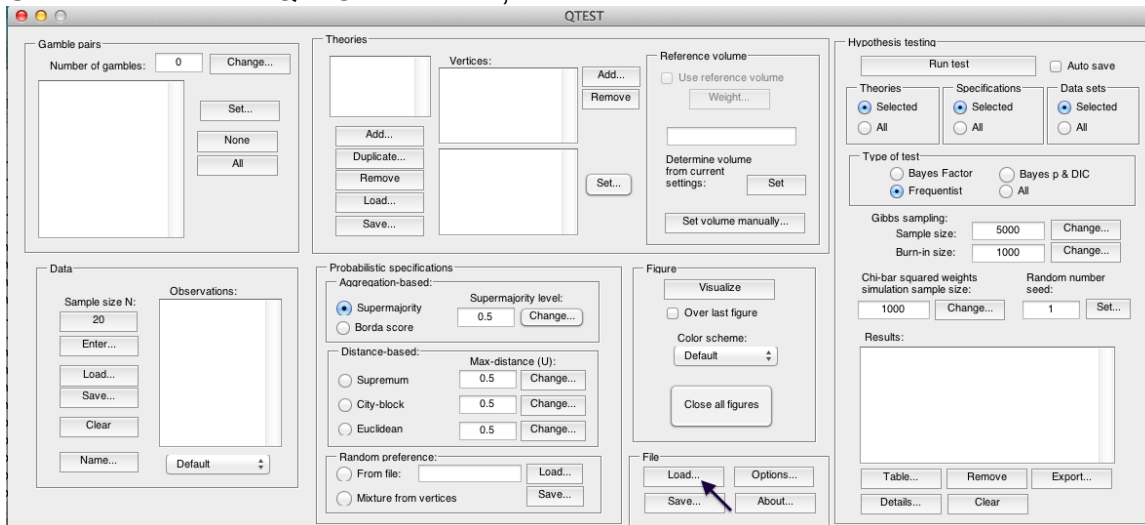 QTEST
Gamble pairs
Number of gambles: 0 Change...
Set...
None
All
Theories
Vertices:
Add...
Remove
Add...
Duplicate...
Remove
Load...
Save...
Set...
Reference volume
Use reference volume
Weight...
Determine volume
from current
settings: Set
Set volume manually...
Hypothesis testing
Run test Auto save
Theories
Selected
All
Specifications
Selected
All
Data sets
Selected
All
Type of test
Bayes Factor Bayes p & DIC
Frequentist All
Gibbs sampling:
Sample size: 5000 Change...
Burn-in size: 1000 Change...
Chi-bar squared weights
simulation sample size:
1000 Change...
Random number
seed:
1 Set...
Results:
Table... Remove Export...
Details... Clear
Data
Sample size N:
20
Enter...
Load...
Save...
Clear
Name...
Observations:
Default
Probabilistic specifications
Aggregation-based:
Supermajority
Borda score
Supermajority level:
0.5 Change...
Distance-based:
Max-distance (U):
Supremum 0.5 Change...
City-block 0.5 Change...
Euclidean 0.5 Change...
Random preference:
From file: Load...
Mixture from vertices Save...
Figure
Visualize
Over last figure
Color scheme:
Default
Close all figures
File
Load... Options...
Save... About...